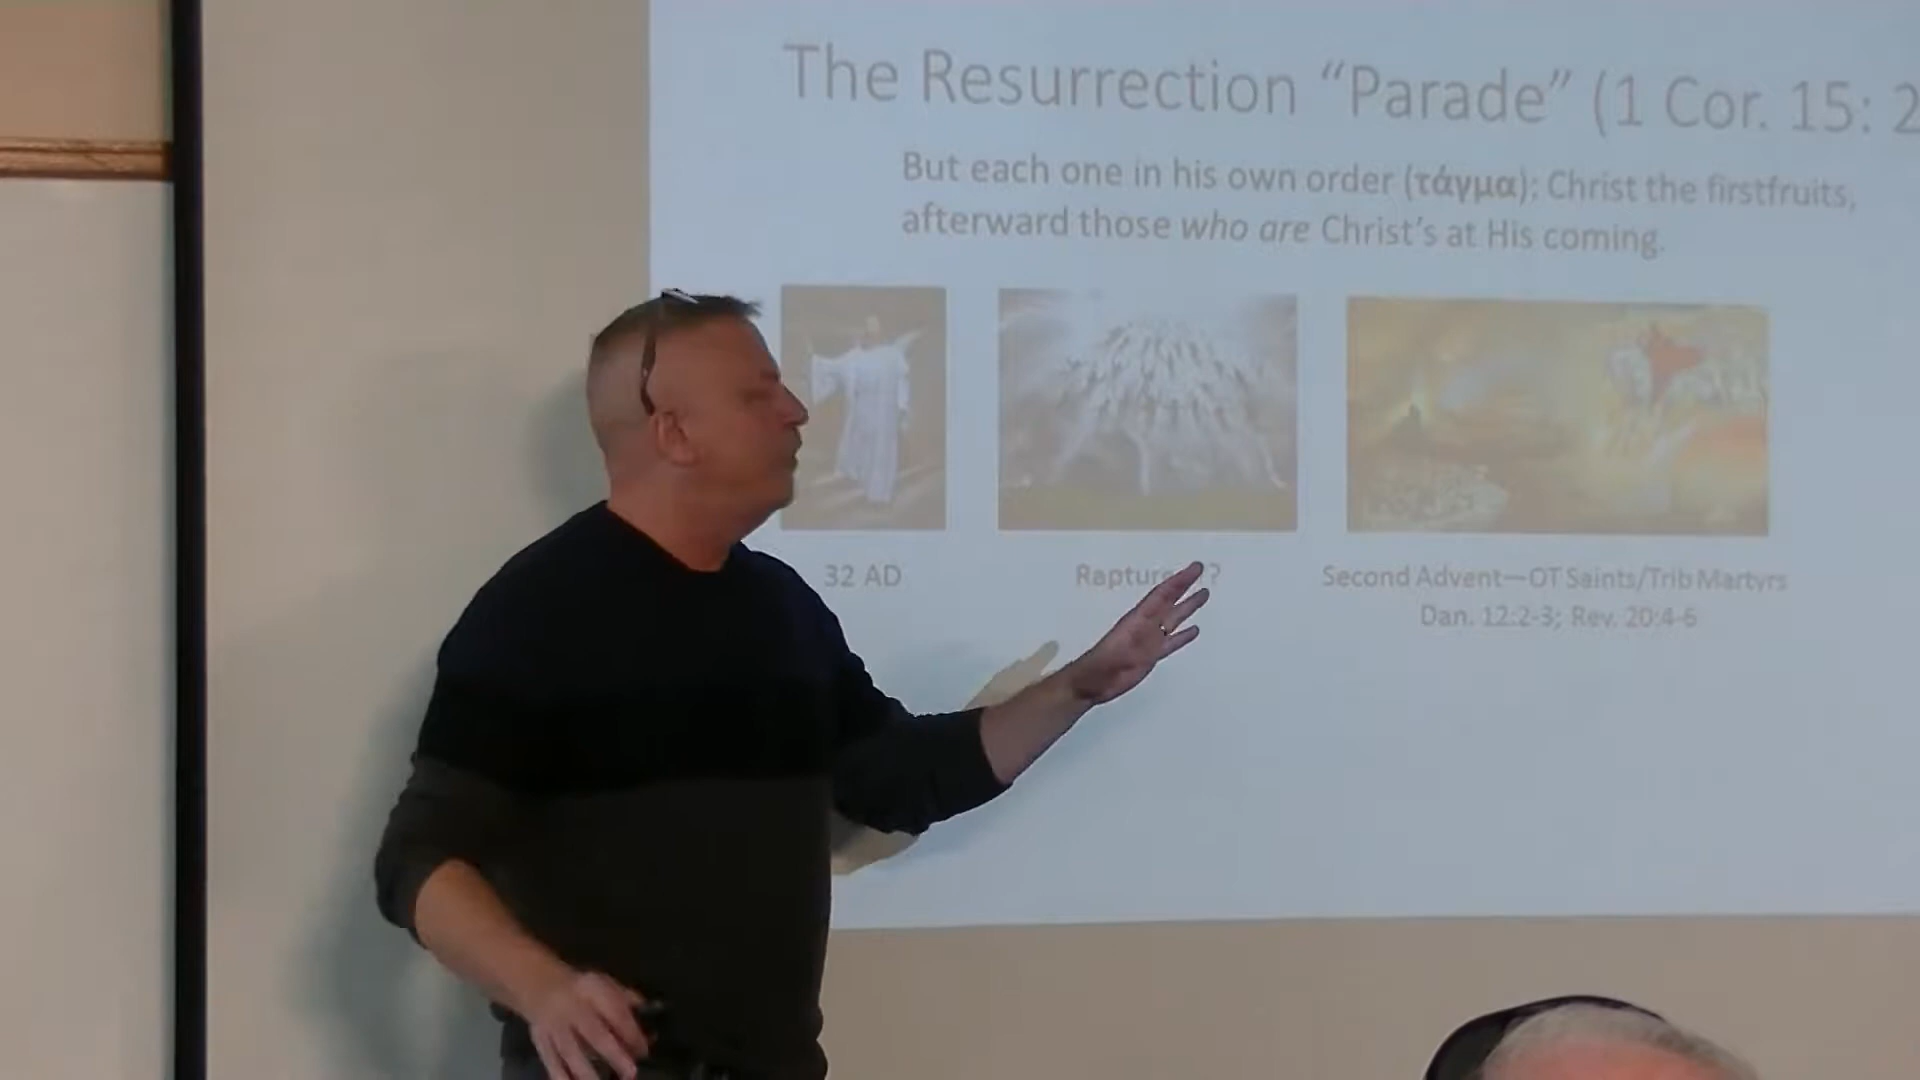 The Resurrection “Parade” (1 Cor. 15: 2
But each one in his own order (τάγμα): Christ the firstfruits,
afterward those who are Christ’s at His coming.
32 AD
Rapture ?
Second Advent—OT Saints/Trib Martyrs
Dan. 12:2-3; Rev. 20:4-6